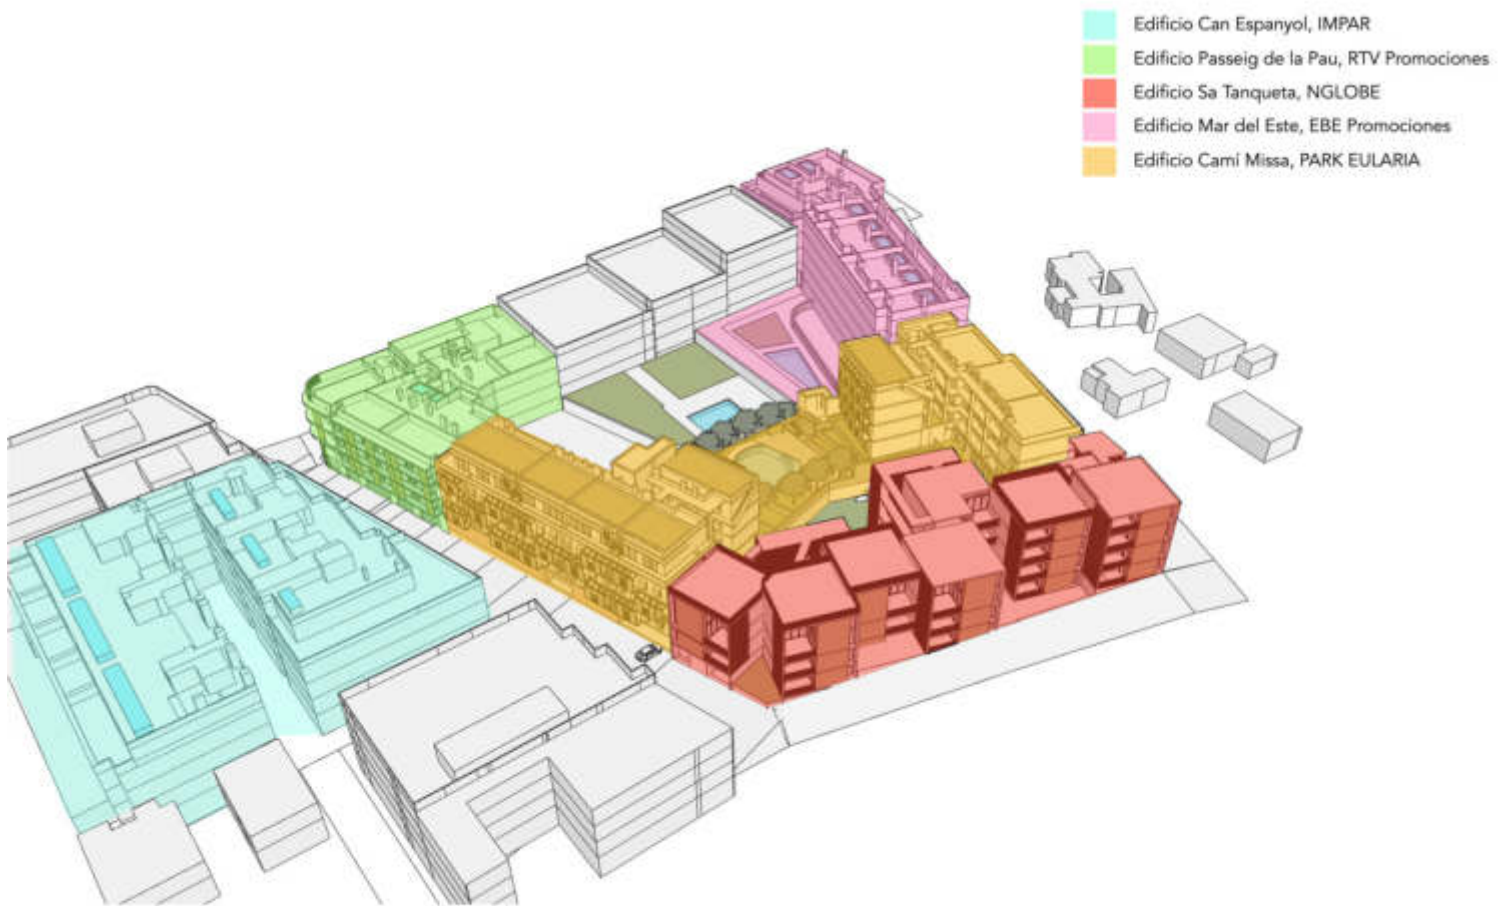 Edificio Can Espanyol, IMPAR
Edificio Passeig de la Pau, RTV Promociones
Edificio Sa Tanqueta, NGLOBE
Edificio Mar del Este, EBE Promociones
Edificio Camí Missa, PARK EULARIA